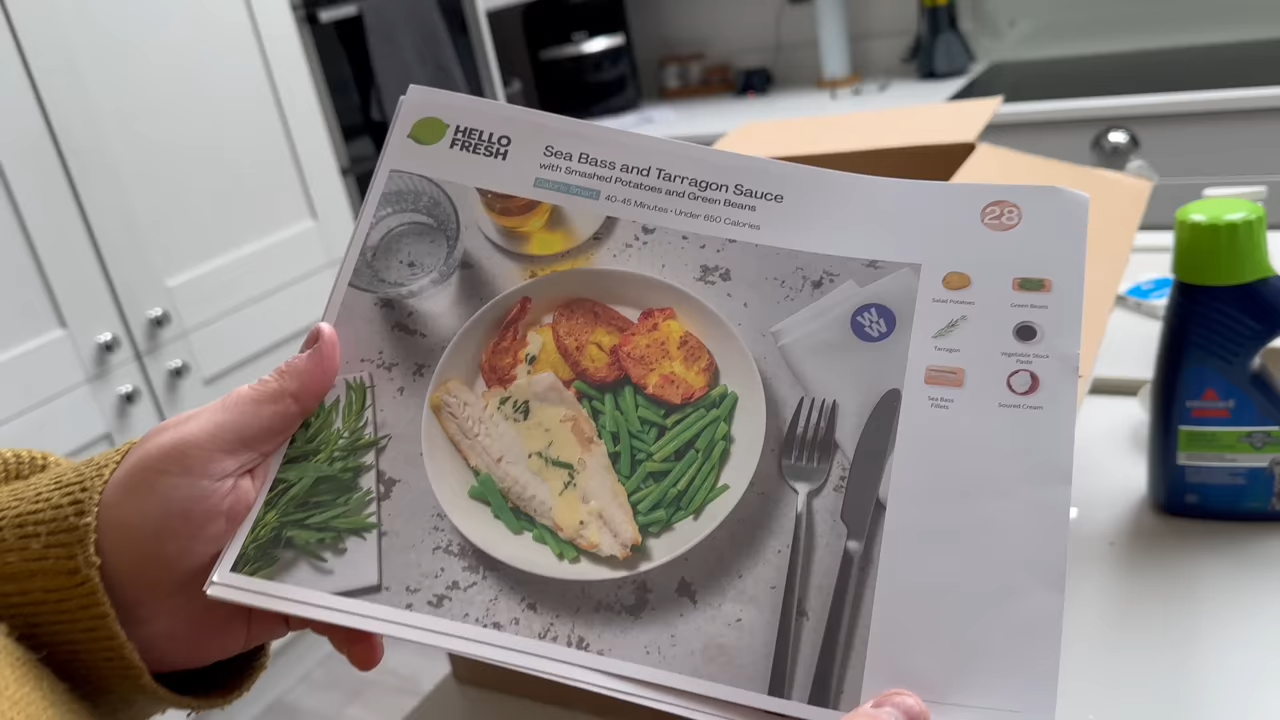 HELLO
FRESH
Sea Bass and Tarragon Sauce
with Smashed Potatoes and Green Beans
Calorie Smart 40-45 Minutes • Under 650 Calories
28
Salad Potatoes
Green Beans
Tarragon
Vegetable Stock
Paste
Sea Bass
Fillets
Soured Cream
WW